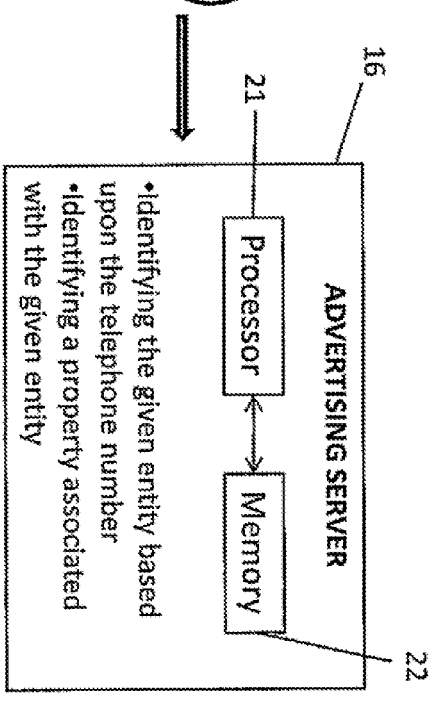 16
ADVERTISING SERVER
21
Processor
Memory
22
•Identifying the given entity based
upon the telephone number
•Identifying a property associated
with the given entity